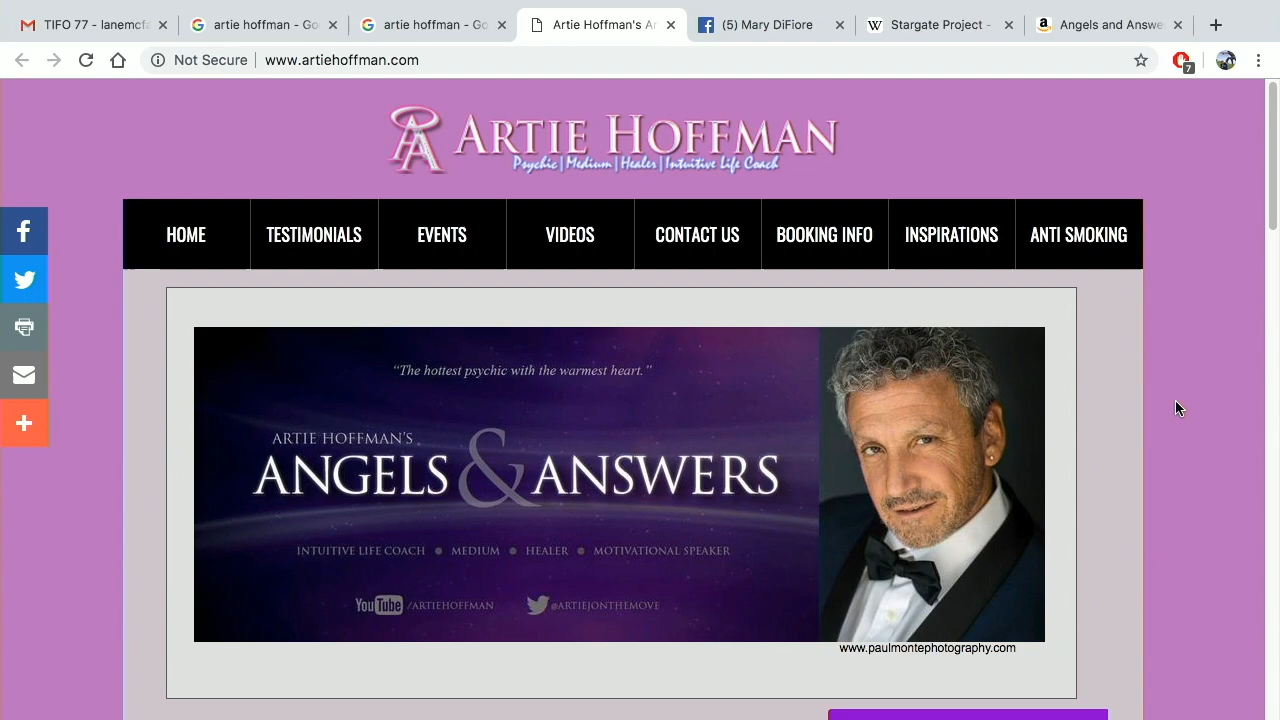 TIFO 77 - lanemcfa
artie hoffman - Go
artie hoffman - Go
Artie Hoffman's An
(5) Mary DiFiore
Stargate Project -
Angels and Answe
Not Secure
www.artiehoffman.com
7
ARTIE HOFFMAN
Psychic | Medium | Healer | Intuitive Life Coach
HOME
TESTIMONIALS
EVENTS
VIDEOS
CONTACT US
BOOKING INFO
INSPIRATIONS
ANTI SMOKING
“The hottest psychic with the warmest heart.”
ARTIE HOFFMAN'S
ANGELS & ANSWERS
INTUITIVE LIFE COACH ● MEDIUM ● HEALER ● MOTIVATIONAL SPEAKER
YouTube /ARTIEHOFFMAN
@ARTIEJONTHEMOVE
www.paulmontephotography.com